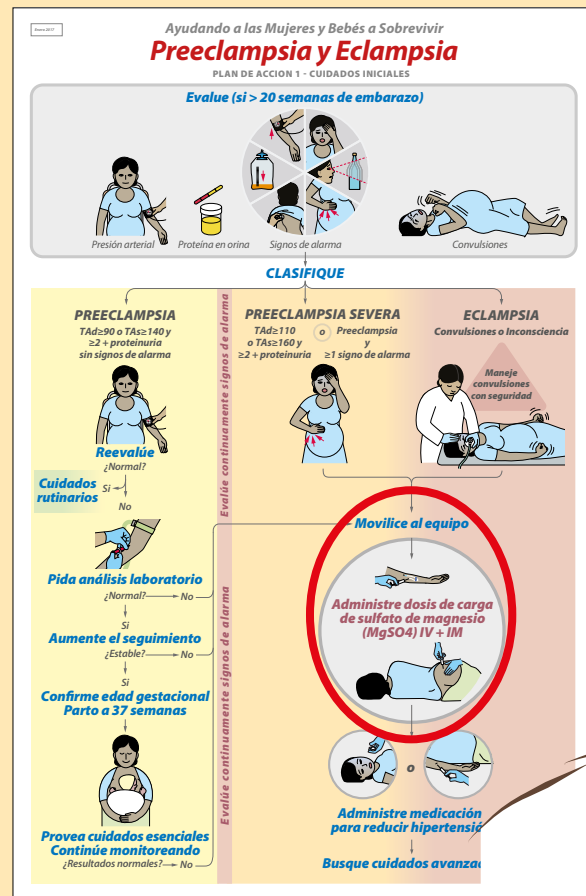 Enero 2017
Ayudando a las Mujeres y Bebés a Sobrevivir
Preeclampsia y Eclampsia
PLAN DE ACCION 1 - CUIDADOS INICIALES
Evalue (si > 20 semanas de embarazo)
Presión arterial
Proteína en orina
Signos de alarma
Convulsiones
CLASIFIQUE
PREECLAMPSIA
TAd≥90 o TAs≥140 y
≥2 + proteinuria
sin signos de alarma
Reevalúe
¿Normal?
Si
Cuidados
rutinarios
No
Pida análisis laboratorio
¿Normal?
No
Si
Aumente el seguimiento
¿Estable?
No
Si
Confirme edad gestacional
Parto a 37 semanas
Provea cuidados esenciales
Continúe monitoreando
¿Resultados normales?
No
Evalúe continuamente signos de alarma
Evalúe continuamente signos de alarma
PREECLAMPSIA SEVERA
TAd≥110
o TAs≥160 y
≥2 + proteinuria
o
Preeclampsia
y
≥1 signo de alarma
ECLAMPSIA
Convulsiones o Inconsciencia
Maneje
convulsiones
con seguridad
Movilice al equipo
Administre dosis de carga
de sulfato de magnesio
(MgSO4) IV + IM
o
Administre medicación
para reducir
Busque cuidados